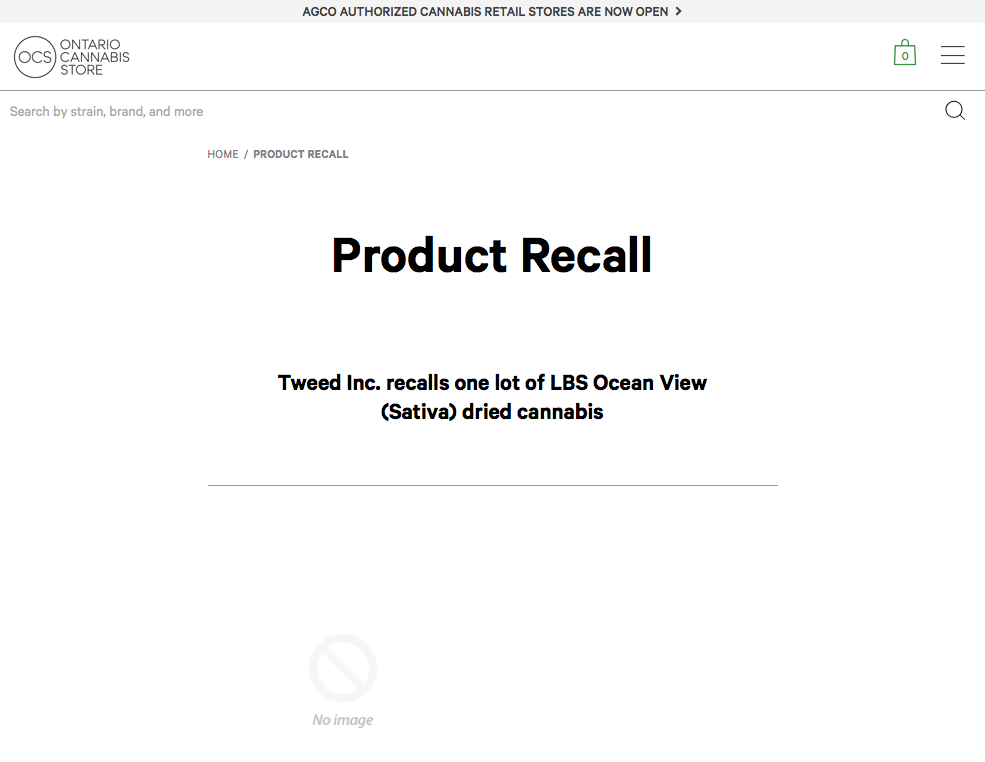 AGCO AUTHORIZED CANNABIS RETAIL STORES ARE NOW OPEN
OCS ONTARIO
CANNABIS
STORE
0
Search by strain, brand, and more
HOME / PRODUCT RECALL
Product Recall
Tweed Inc. recalls one lot of LBS Ocean View
(Sativa) dried cannabis
No image